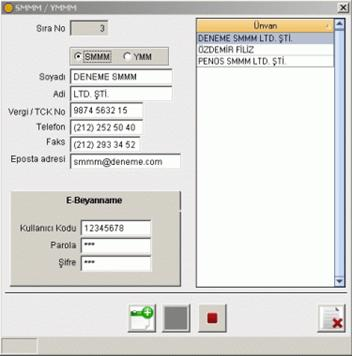 SMMM / YMMM
Sıra No 3
SMMM YMM
Soyadı DENEME SMMM
Adi LTD. ŞTİ.
Vergi / TCK No 9874 5632 15
Telefon (212) 252 50 40
Faks (212) 293 34 52
Eposta adresi smmm@deneme.com
E-Beyanname
Kullanici Kodu 12345678
Parola ***
Şifre ***
Ünvan
DENEME SMMM LTD. ŞTİ.
ÖZDEMİR FİLİZ
PENOS SMMM LTD. ŞTİ.